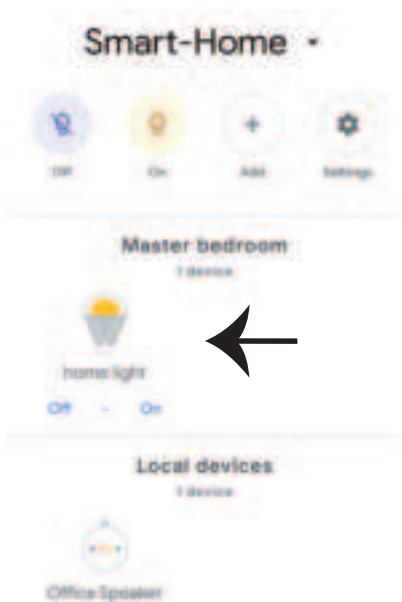 Smart-Home
Off On Add Settings
Master bedroom
1 device
home light
Off - On
Local devices
1 device
Office Speaker